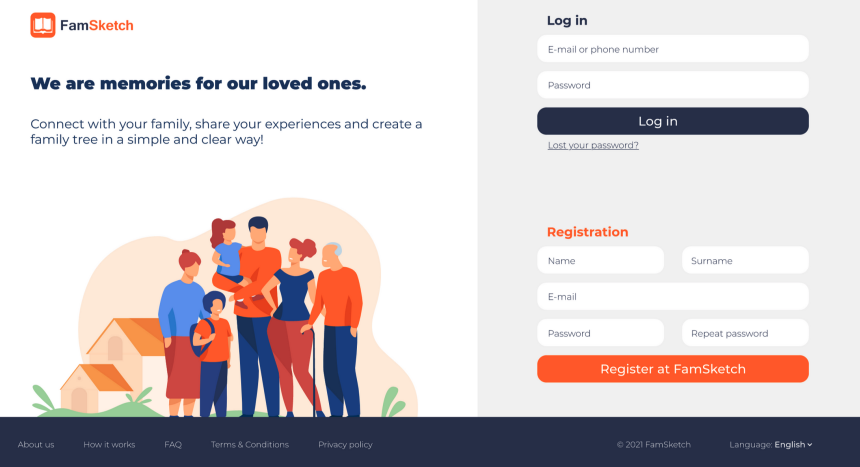 FamSketch
We are memories for our loved ones.
Connect with your family, share your experiences and create a
family tree in a simple and clear way!
Log in
E-mail or phone number
Password
Log in
Lost your password?
Registration
Name
Surname
E-mail
Password
Repeat password
Register at FamSketch
About us
How it works
FAQ
Terms & Conditions
Privacy policy
© 2021 FamSketch
Language: English